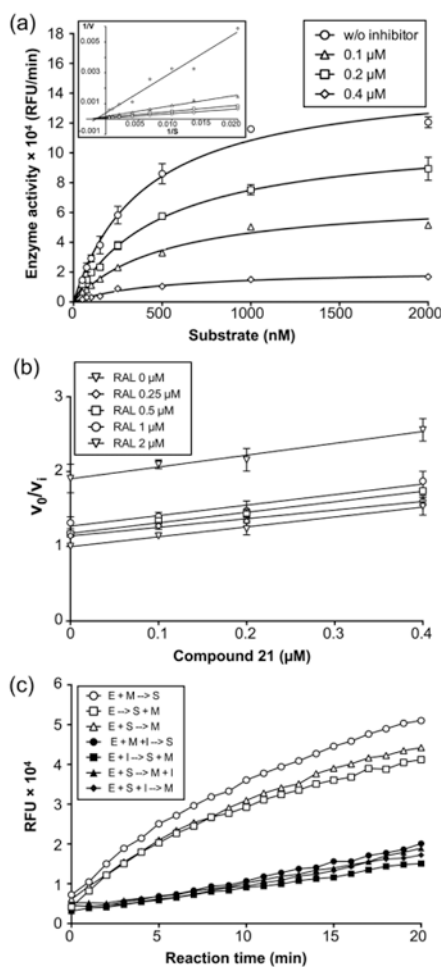 (a)
1/V
0.005
0.003
0.001
-0.001
0.005 0.010 0.015 0.020
1/S
w/o inhibitor
0.1 µM
0.2 µM
0.4 µM
Enzyme activity × 10⁴ (RFU/min)
18
16
14
12
10
8
6
4
2
0
0 500 1000 1500 2000
Substrate (nM)
(b)
RAL 0 µM
RAL 0.25 µM
RAL 0.5 µM
RAL 1 µM
RAL 2 µM
v₀/vᵢ
3
2
1
0
0 0.1 0.2 0.3 0.4
Compound 21 (µM)
(c)
E + M --> S
E --> S + M
E + S --> M
E + M +I --> S
E + I --> S + M
E + S --> M + I
E + S + I --> M
RFU × 10⁴
6
5
4
3
2
1
0
0 5 10 15 20
Reaction time (min)